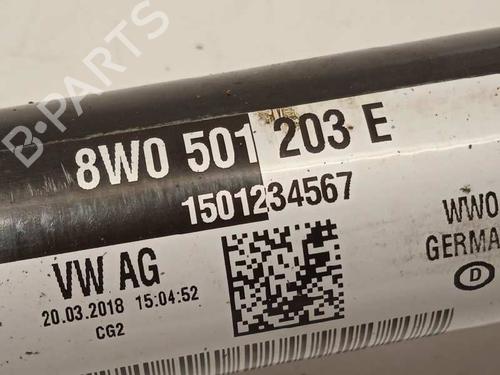 B-PARTS
8W0 501 203 E
1501234567
WWO
VW AG
GERMA
20.03.2018 15:04:52
D
CG2